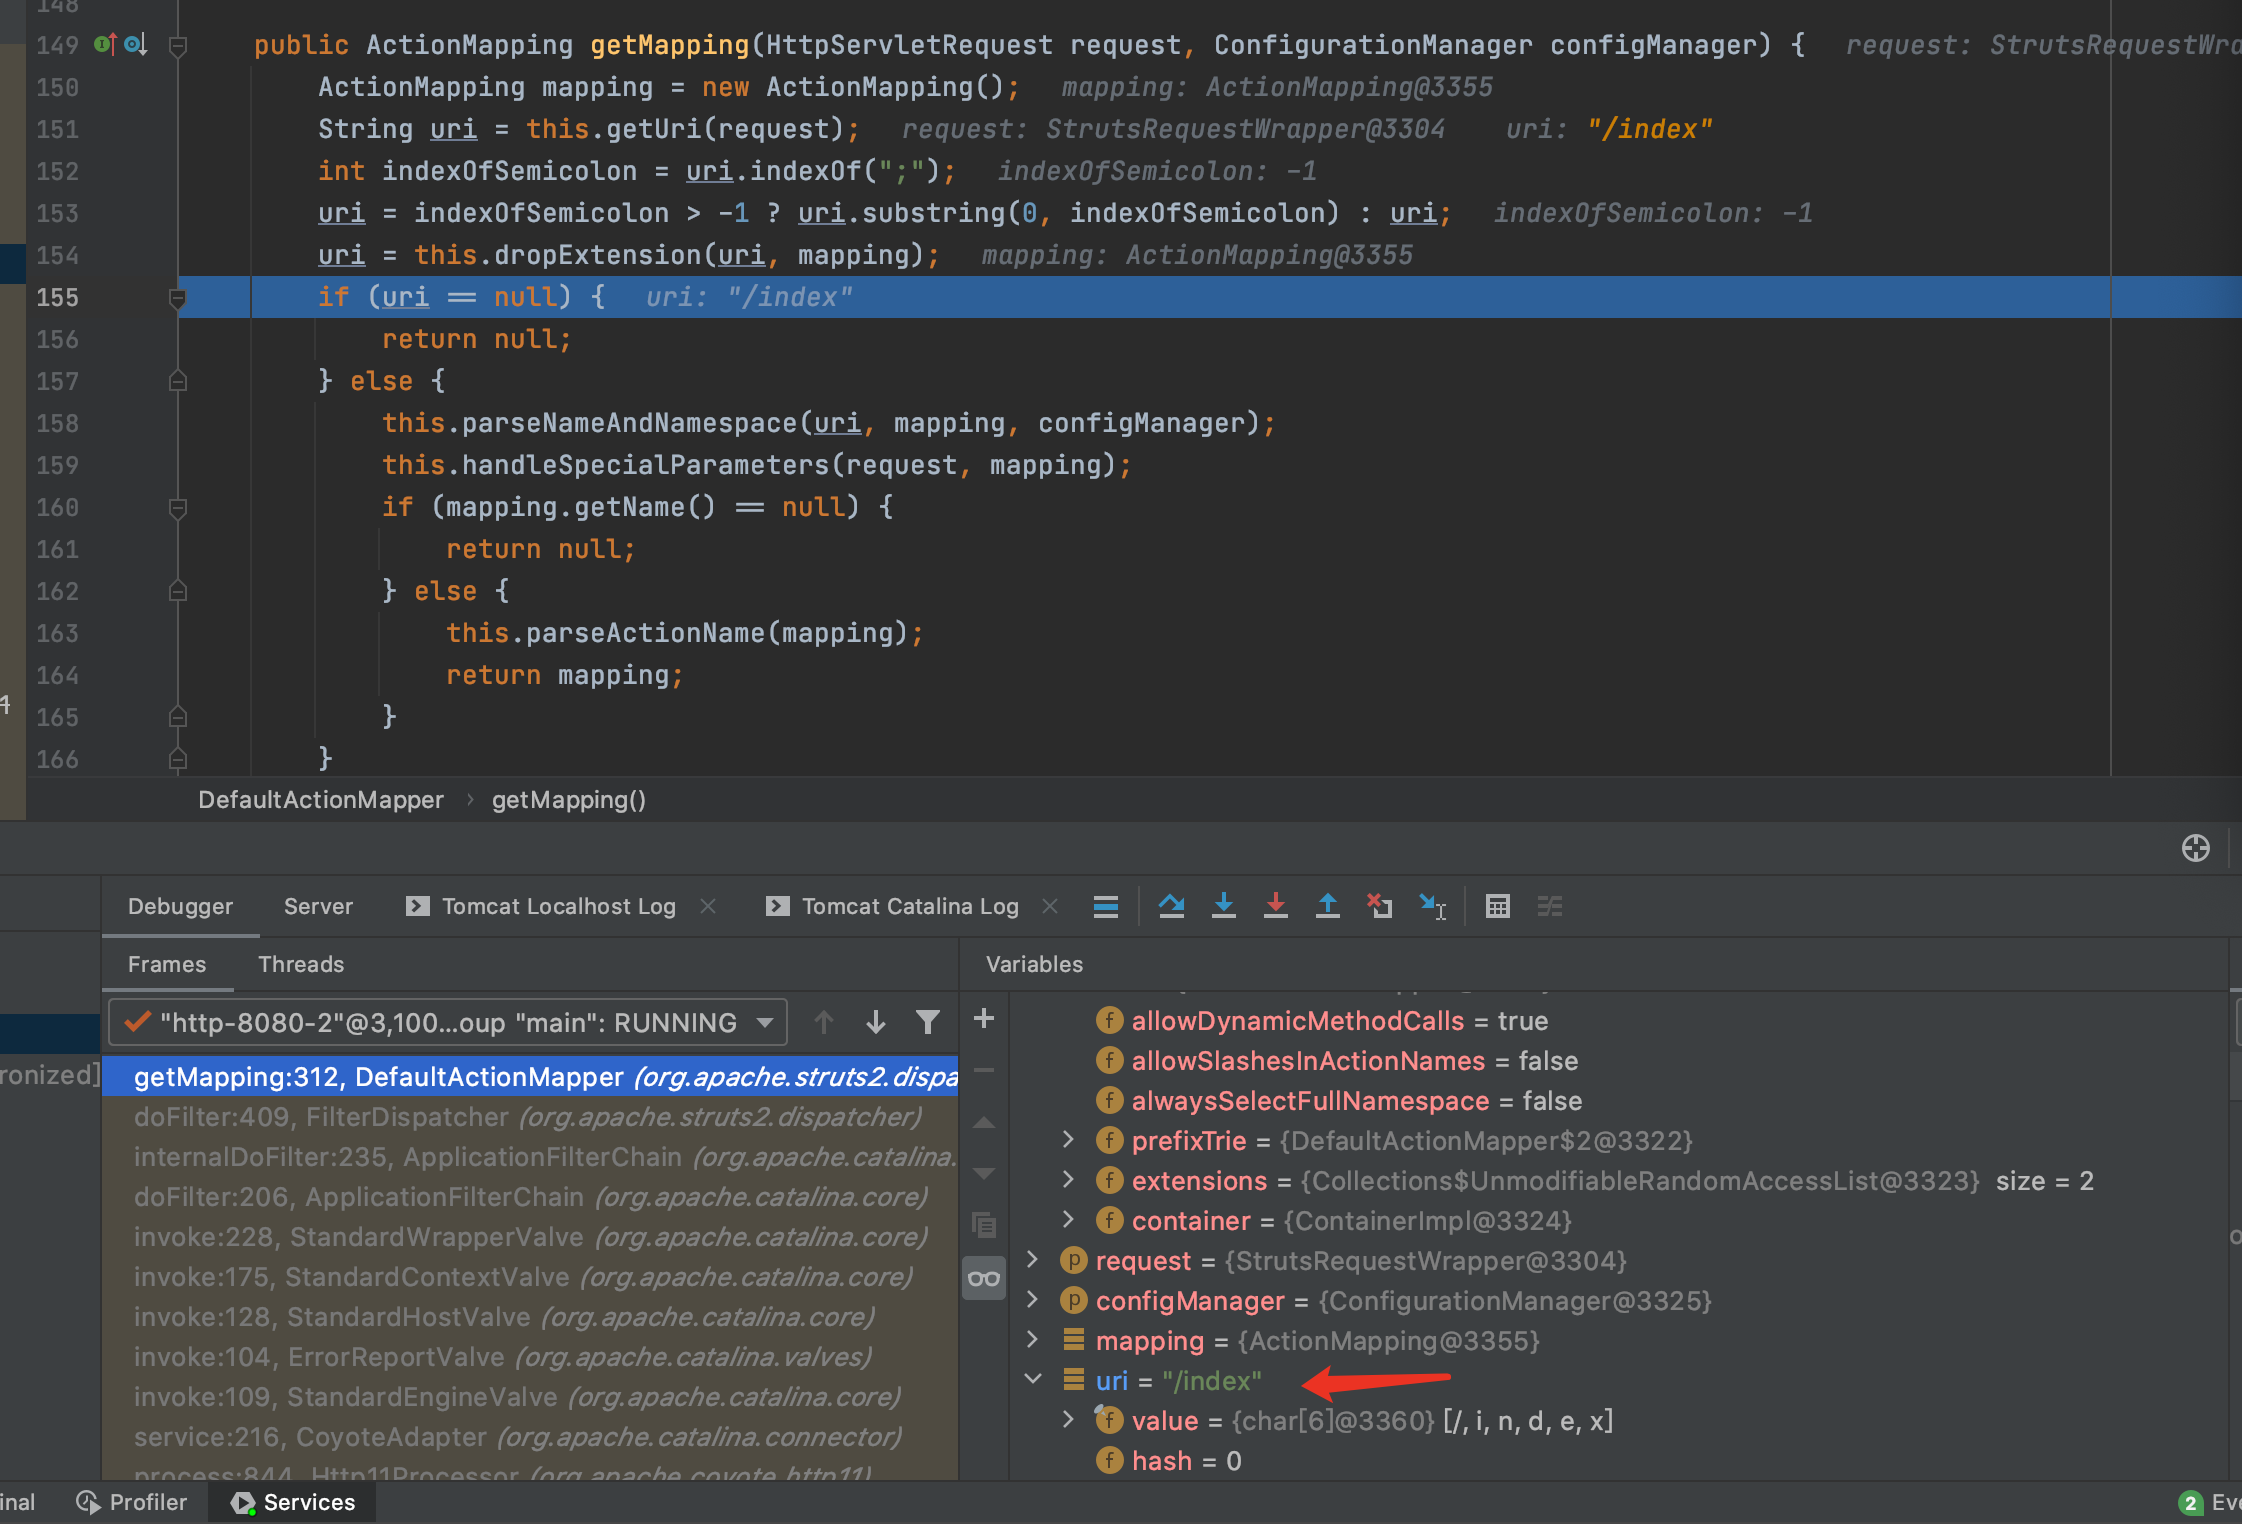 148
149 public ActionMapping getMapping(HttpServletRequest request, ConfigurationManager configManager) { request: StrutsRequestWra
150 ActionMapping mapping = new ActionMapping(); mapping: ActionMapping@3355
151 String uri = this.getUri(request); request: StrutsRequestWrapper@3304 uri: "/index"
152 int indexOfSemicolon = uri.indexOf(";"); indexOfSemicolon: -1
153 uri = indexOfSemicolon > -1 ? uri.substring(0, indexOfSemicolon) : uri; indexOfSemicolon: -1
154 uri = this.dropExtension(uri, mapping); mapping: ActionMapping@3355
155 if (uri == null) { uri: "/index"
156 return null;
157 } else {
158 this.parseNameAndNamespace(uri, mapping, configManager);
159 this.handleSpecialParameters(request, mapping);
160 if (mapping.getName() == null) {
161 return null;
162 } else {
163 this.parseActionName(mapping);
164 return mapping;
165 }
166 }
DefaultActionMapper › getMapping()
Debugger Server Tomcat Localhost Log Tomcat Catalina Log
Frames Threads
"http-8080-2"@3,100...oup "main": RUNNING
ronized]
getMapping:312, DefaultActionMapper (org.apache.struts2.dispa
doFilter:409, FilterDispatcher (org.apache.struts2.dispatcher)
internalDoFilter:235, ApplicationFilterChain (org.apache.catalina.
doFilter:206, ApplicationFilterChain (org.apache.catalina.core)
invoke:228, StandardWrapperValve (org.apache.catalina.core)
invoke:175, StandardContextValve (org.apache.catalina.core)
invoke:128, StandardHostValve (org.apache.catalina.core)
invoke:104, ErrorReportValve (org.apache.catalina.valves)
invoke:109, StandardEngineValve (org.apache.catalina.core)
service:216, CoyoteAdapter (org.apache.catalina.connector)
process:844, Http11Processor (org.apache.coyote.http11)
Variables
allowDynamicMethodCalls = true
allowSlashesInActionNames = false
alwaysSelectFullNamespace = false
prefixTrie = {DefaultActionMapper$2@3322}
extensions = {Collections$UnmodifiableRandomAccessList@3323} size = 2
container = {ContainerImpl@3324}
request = {StrutsRequestWrapper@3304}
configManager = {ConfigurationManager@3325}
mapping = {ActionMapping@3355}
uri = "/index"
value = {char[6]@3360} [/, i, n, d, e, x]
hash = 0
inal Profiler Services
2 Eve